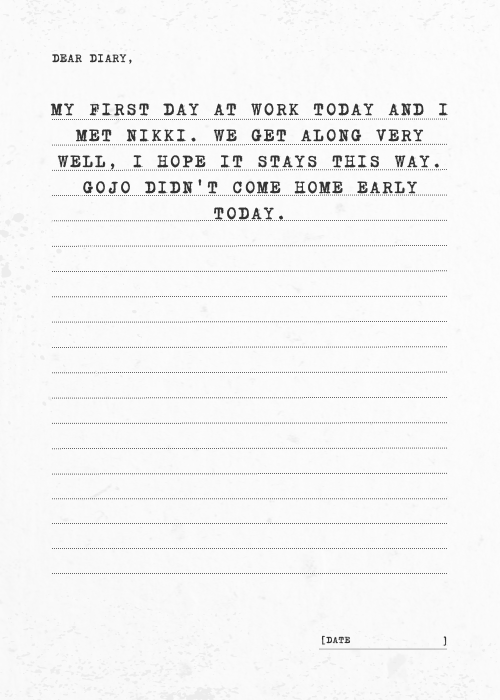 DEAR DIARY,
MY FIRST DAY AT WORK TODAY AND I
MET NIKKI. WE GET ALONG VERY
WELL, I HOPE IT STAYS THIS WAY.
GOJO DIDN'T COME HOME EARLY
TODAY.
[DATE ]